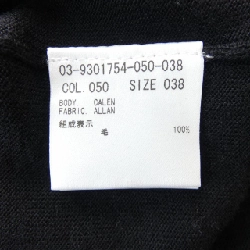 03-9301754-050-038
COL.050 SIZE 038
BODY. CALEN
FABRIC. ALLAN
組成表示
毛 100%